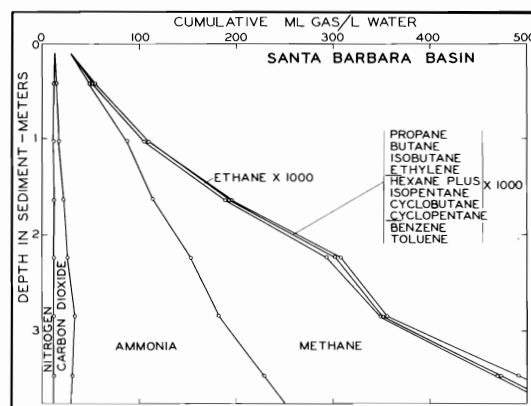 CUMULATIVE ML GAS/L WATER
0 100 200 300 400 500
SANTA BARBARA BASIN
DEPTH IN SEDIMENT-METERS
1
2
3
PROPANE
BUTANE
ISOBUTANE
ETHYLENE
HEXANE PLUS
ISOPENTANE
CYCLOBUTANE
CYCLOPENTANE
BENZENE
TOLUENE
X 1000
ETHANE X 1000
NITROGEN
CARBON DIOXIDE
AMMONIA
METHANE